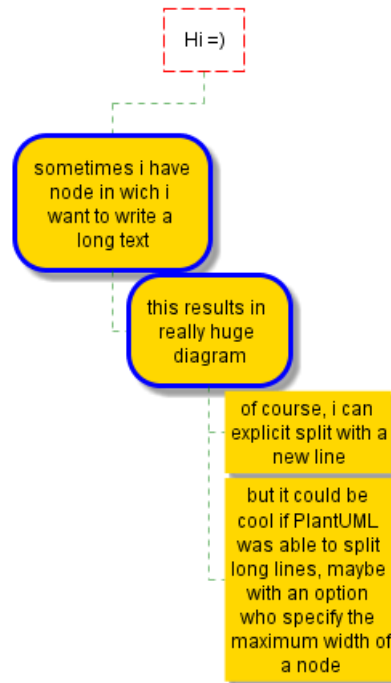 Hi =)
sometimes i have
node in wich i
want to write a
long text
this results in
really huge
diagram
of course, i can
explicit split with a
new line
but it could be
cool if PlantUML
was able to split
long lines, maybe
with an option
who specify the
maximum width of
a node